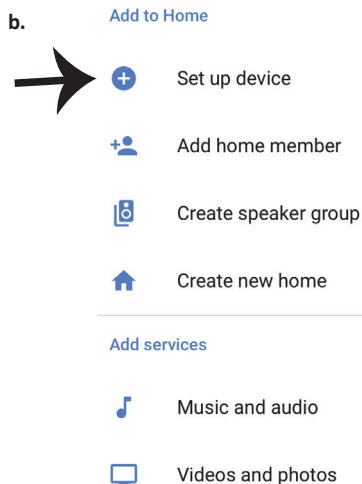 b.
Add to Home
Set up device
Add home member
Create speaker group
Create new home
Add services
Music and audio
Videos and photos